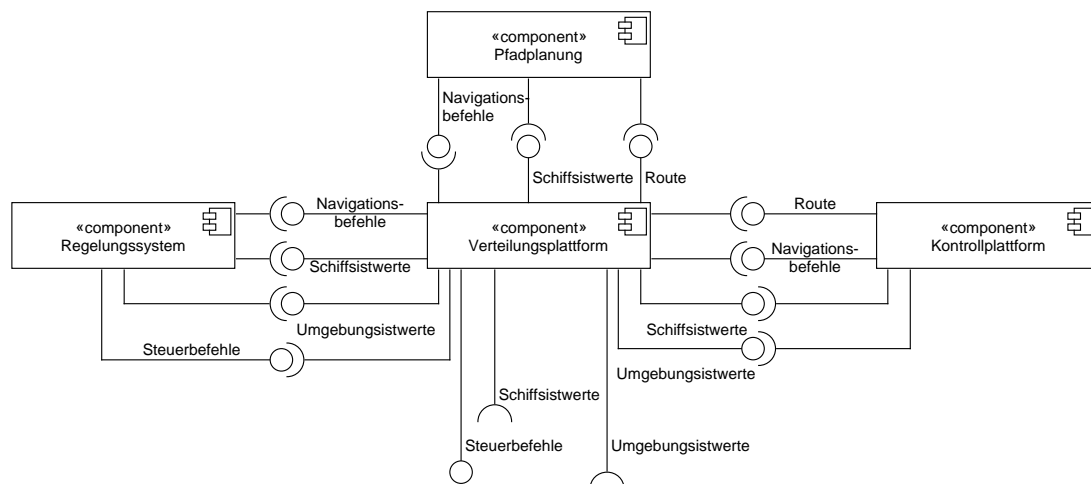 «component»
Pfadplanung
Navigations-
befehle
Schiffsistwerte
Route
«component»
Regelungssystem
Navigations-
befehle
Schiffsistwerte
Umgebungsistwerte
Steuerbefehle
«component»
Verteilungsplattform
Route
Navigations-
befehle
Schiffsistwerte
Umgebungsistwerte
«component»
Kontrollplattform
Schiffsistwerte
Steuerbefehle
Umgebungsistwerte